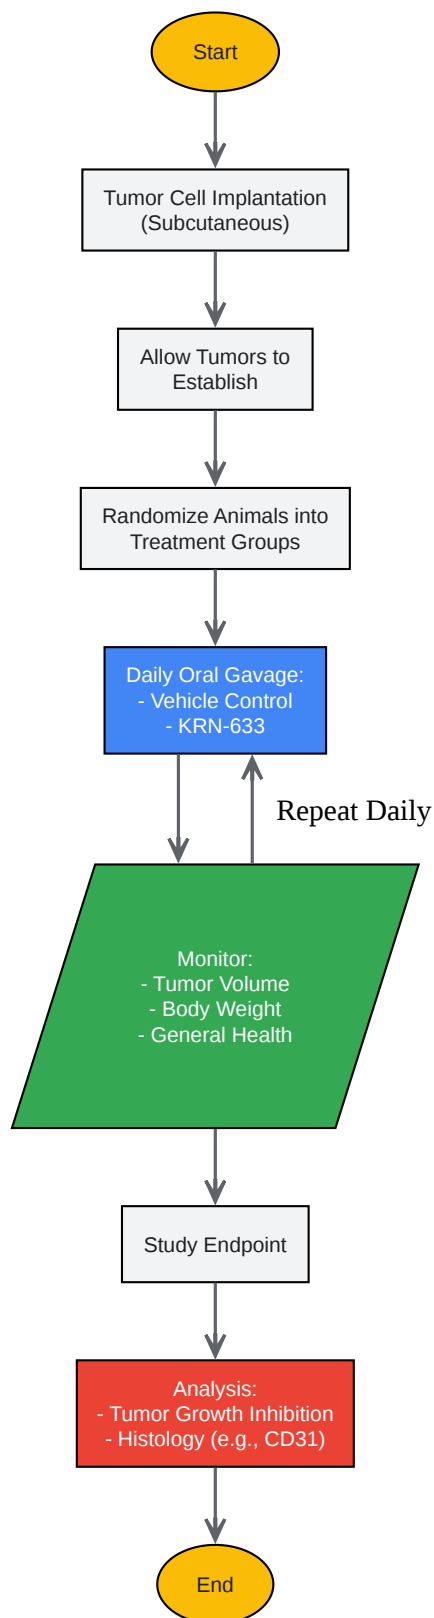 Start
Tumor Cell Implantation
(Subcutaneous)
Allow Tumors to
Establish
Randomize Animals into
Treatment Groups
Daily Oral Gavage:
- Vehicle Control
- KRN-633
Repeat Daily
Monitor:
- Tumor Volume
- Body Weight
- General Health
Study Endpoint
Analysis:
- Tumor Growth Inhibition
- Histology (e.g., CD31)
End